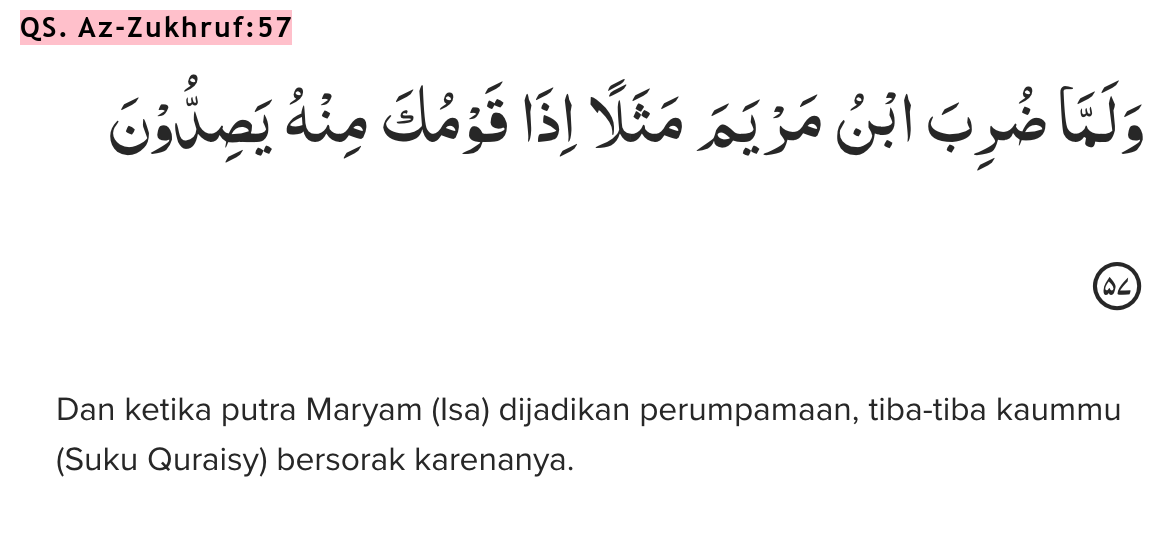 QS. Az-Zukhruf:57
وَلَمَّا ضُرِبَ ابْنُ مَرْيَمَ مَثَلًا اِذَا قَوْمُكَ مِنْهُ يَصِدُّوْنَ
٥٧
Dan ketika putra Maryam (Isa) dijadikan perumpamaan, tiba-tiba kaummu
(Suku Quraisy) bersorak karenanya.